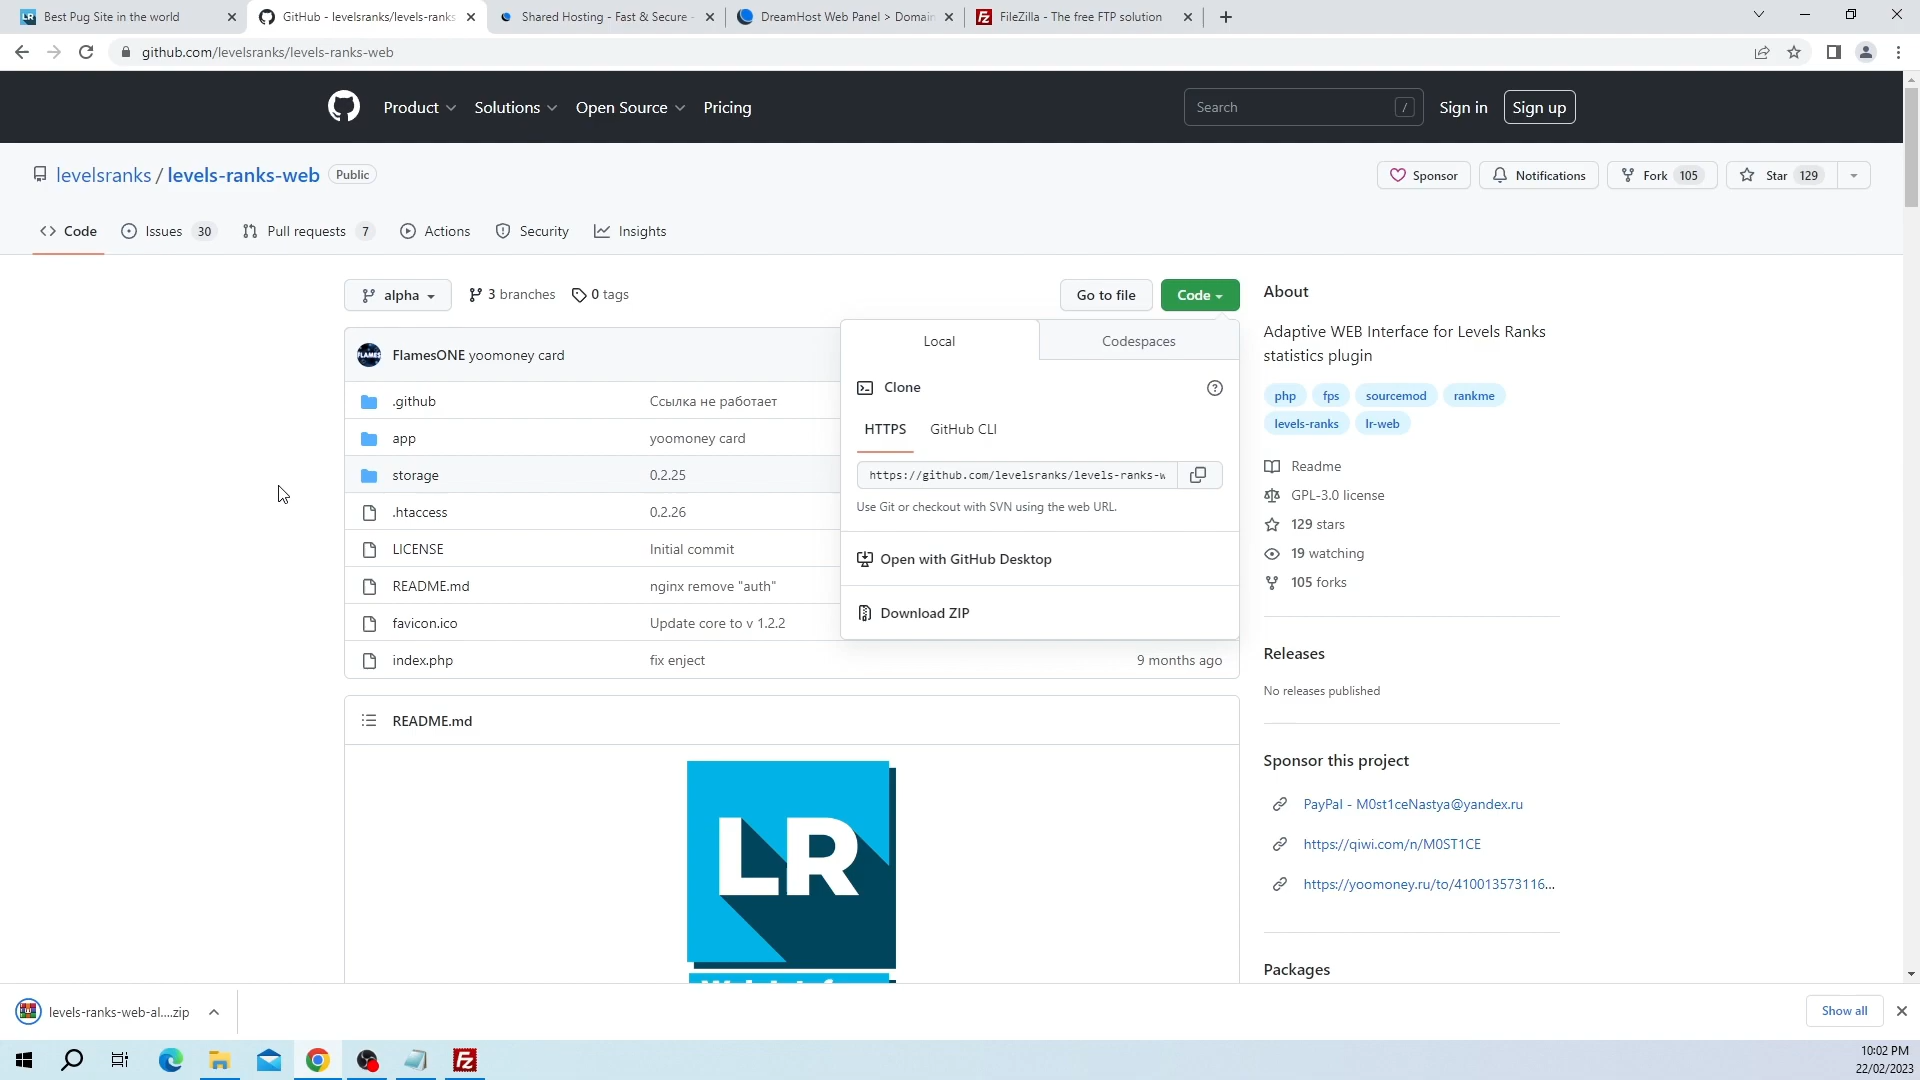 Best Pug Site in the world
GitHub - levelsranks/levels-ranks
Shared Hosting - Fast & Secure -
DreamHost Web Panel > Domain
FileZilla - The free FTP solution
github.com/levelsranks/levels-ranks-web
Product
Solutions
Open Source
Pricing
Search
/
Sign in
Sign up
levelsranks / levels-ranks-web
Public
Sponsor
Notifications
Fork 105
Star 129
Code
Issues 30
Pull requests 7
Actions
Security
Insights
alpha
3 branches
0 tags
Go to file
Code
FlamesONE yoomoney card
.github
Ссылка не работает
app
yoomoney card
storage
0.2.25
.htaccess
0.2.26
LICENSE
Initial commit
README.md
nginx remove "auth"
favicon.ico
Update core to v 1.2.2
index.php
fix enject
9 months ago
Local
Codespaces
Clone
HTTPS
GitHub CLI
https://github.com/levelsranks/levels-ranks-w
Use Git or checkout with SVN using the web URL.
Open with GitHub Desktop
Download ZIP
README.md
LR
About
Adaptive WEB Interface for Levels Ranks
statistics plugin
php
fps
sourcemod
rankme
levels-ranks
lr-web
Readme
GPL-3.0 license
129 stars
19 watching
105 forks
Releases
No releases published
Sponsor this project
PayPal - M0st1ceNastya@yandex.ru
https://qiwi.com/n/M0ST1CE
https://yoomoney.ru/to/410013573116...
Packages
levels-ranks-web-al....zip
Show all
10:02 PM
22/02/2023